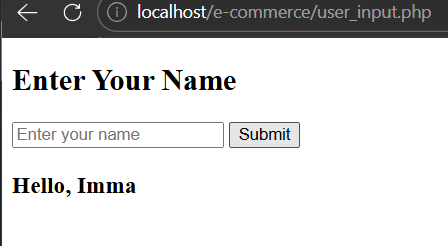 localhost/e-commerce/user_input.php
Enter Your Name
Enter your name Submit
Hello, Imma